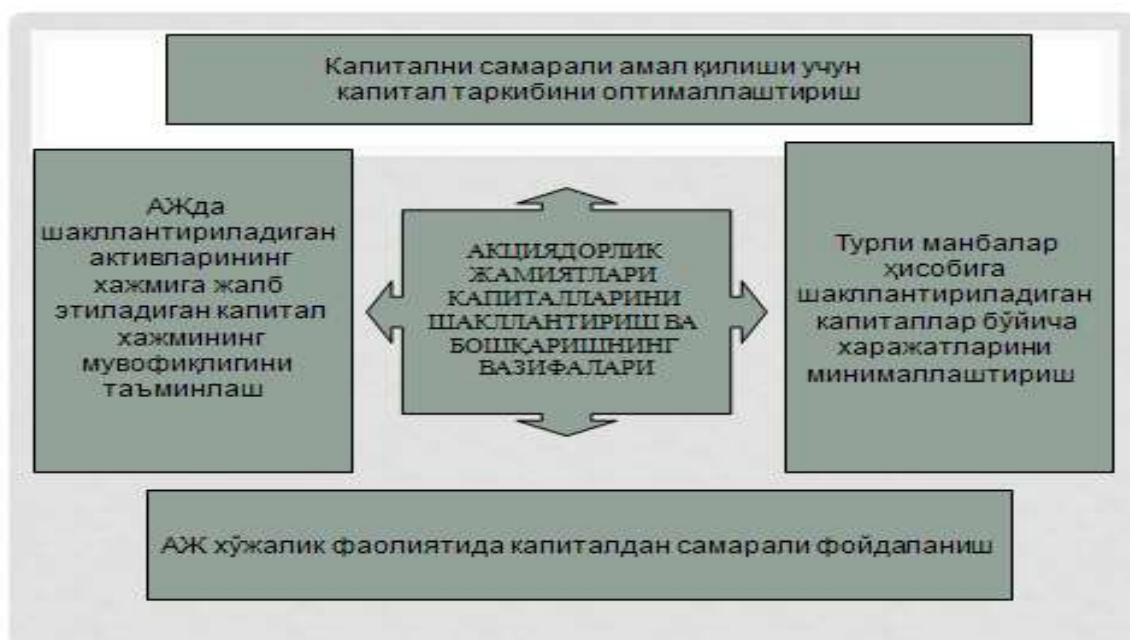 Капитални самарали амал қилиши учун
капитал таркибини оптималлаштириш
АЖда
шакллантириладиган
активларининг
хажмига жалб
этиладиган капитал
хажмининг
мувофиқлигини
таъминлаш
АКЦИЯДОРЛИК
ЖАМИЯТЛАРИ
КАПИТАЛЛАРИНИ
ШАКЛЛАНТИРИШ ВА
БОШҚАРИШНИНГ
ВАЗИФАЛАРИ
Турли манбалар
ҳисобига
шакллантириладиган
капиталлар бўйича
харажатларини
минималлаштириш
АЖ хўжалик фаолиятида капиталдан самарали фойдаланиш